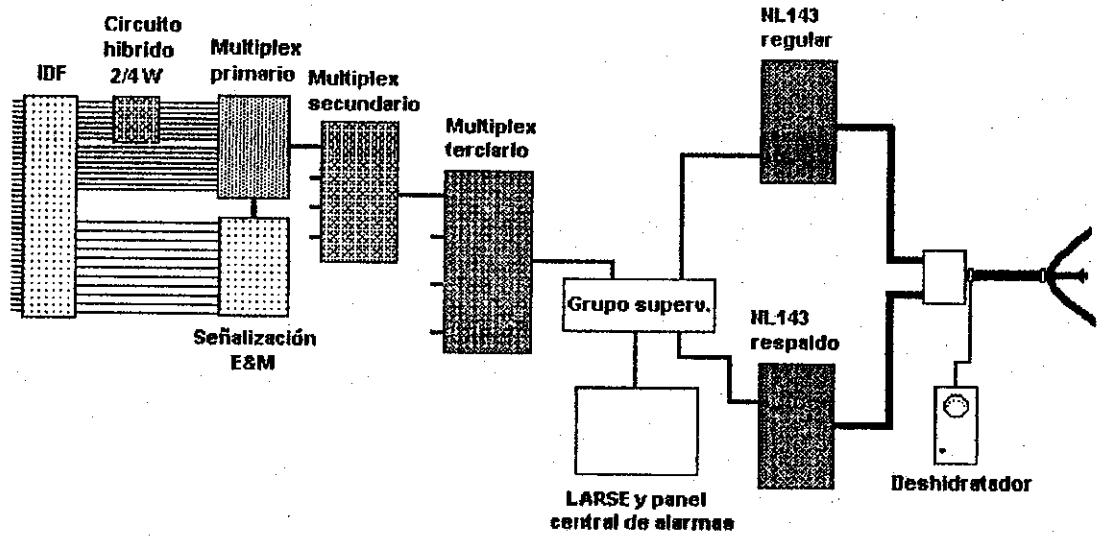 IDF
Circuito
hibrido
2/4 W
Multiplex
primario
Multiplex
secundario
Multiplex
terciario
Señalización
E&M
Grupo superv.
LARSE y panel
central de alarmas
NL143
regular
NL143
respaldo
Deshidratador